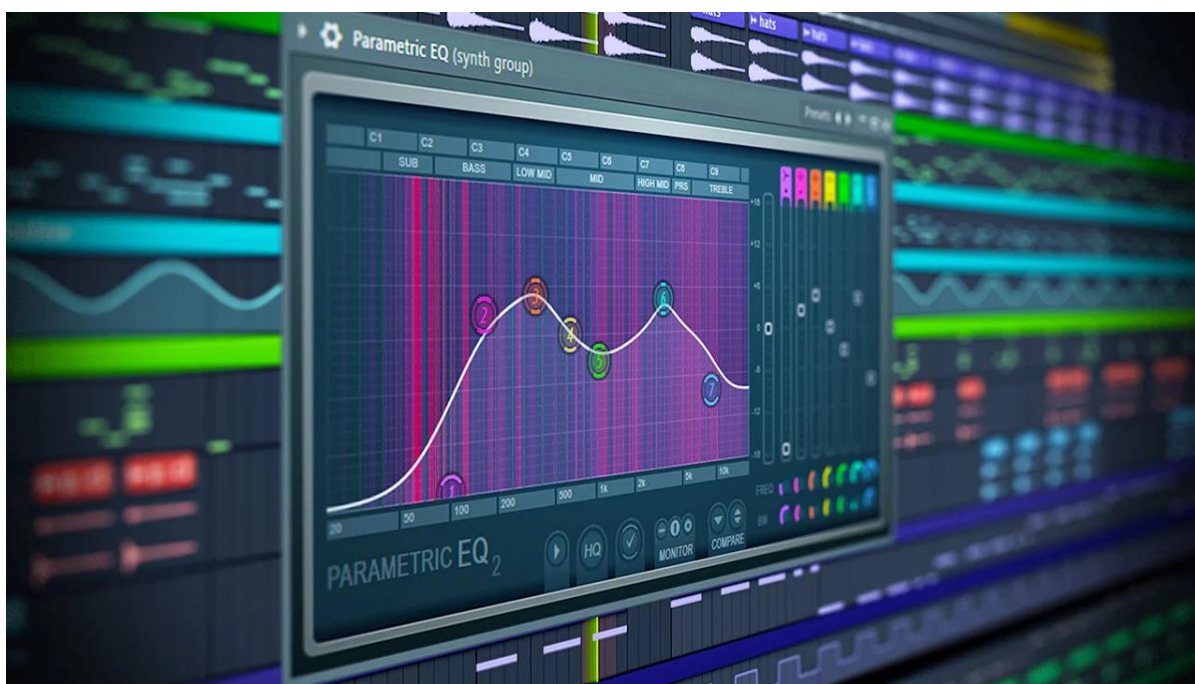 hats
hats
hats
Parametric EQ (synth group)
Presets
C1 C2 C3 C4 C5 C6 C7 C8 C9
SUB BASS LOW MID MID HIGH MID PRS TREBLE
+18
+12
+6
0
-6
-12
-18
1 2 3 4 5 6 7
20 50 100 200 500 1k 2k 5k 10k
FREQ
BW
PARAMETRIC EQ 2
HQ
MONITOR
COMPARE